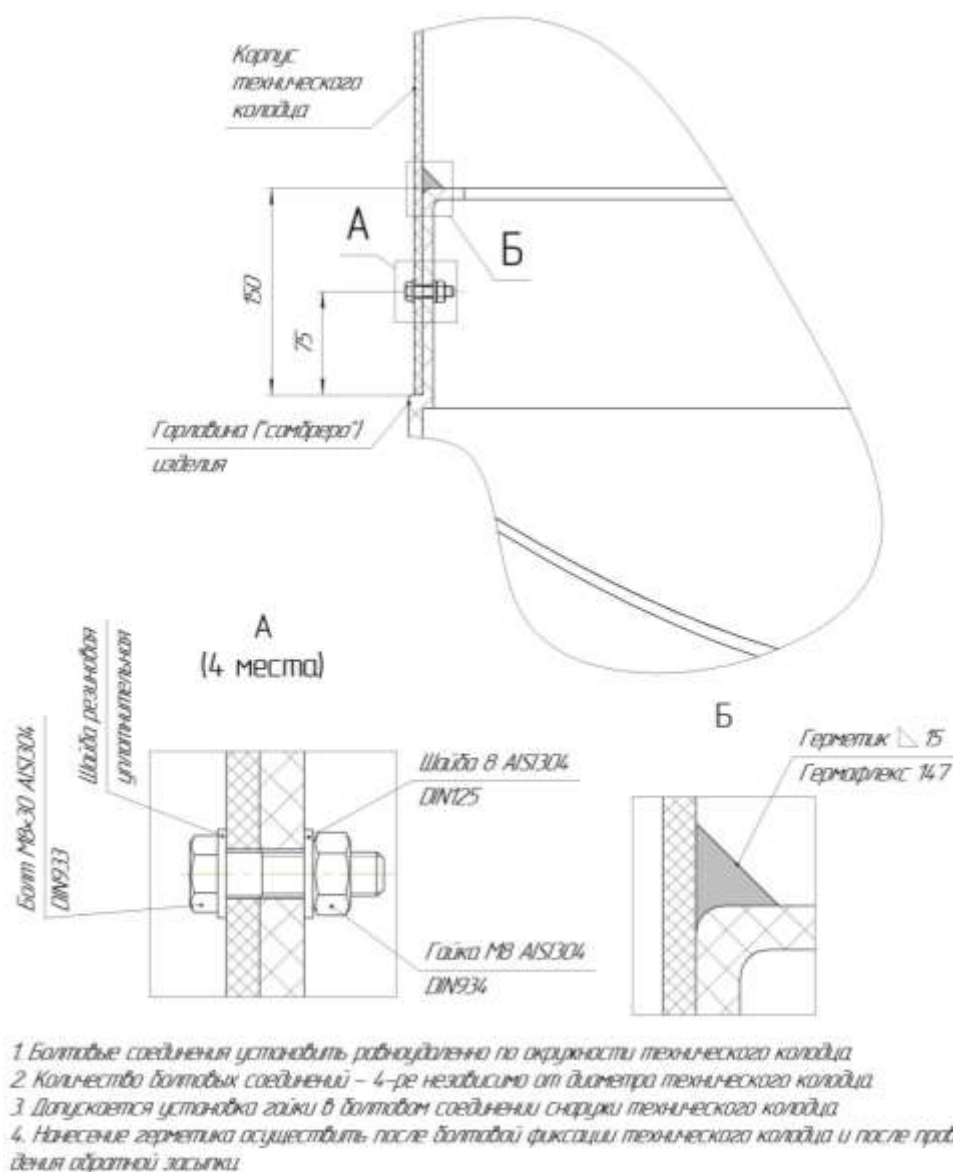 Корпус
технического
колодца
А
Б
150
75
Горловина ("сомбреро")
изделия
А
(4 места)
Шайба резиновая
уплотнительная
Болт М8х30 AISI304
DIN933
Шайба 8 AISI304
DIN125
Гайка М8 AISI304
DIN934
Б
Герметик ◺ 15
Гермафлекс 147
1. Болтовые соединения установить равноудаленно по окружности технического колодца
2. Количество болтовых соединений - 4-ре независимо от диаметра технического колодца
3. Допускается установка гайки в болтовом соединении снаружи технического колодца
4. Нанесение герметика осуществить после болтовой фиксации технического колодца и после прове-
дения обратной засыпки